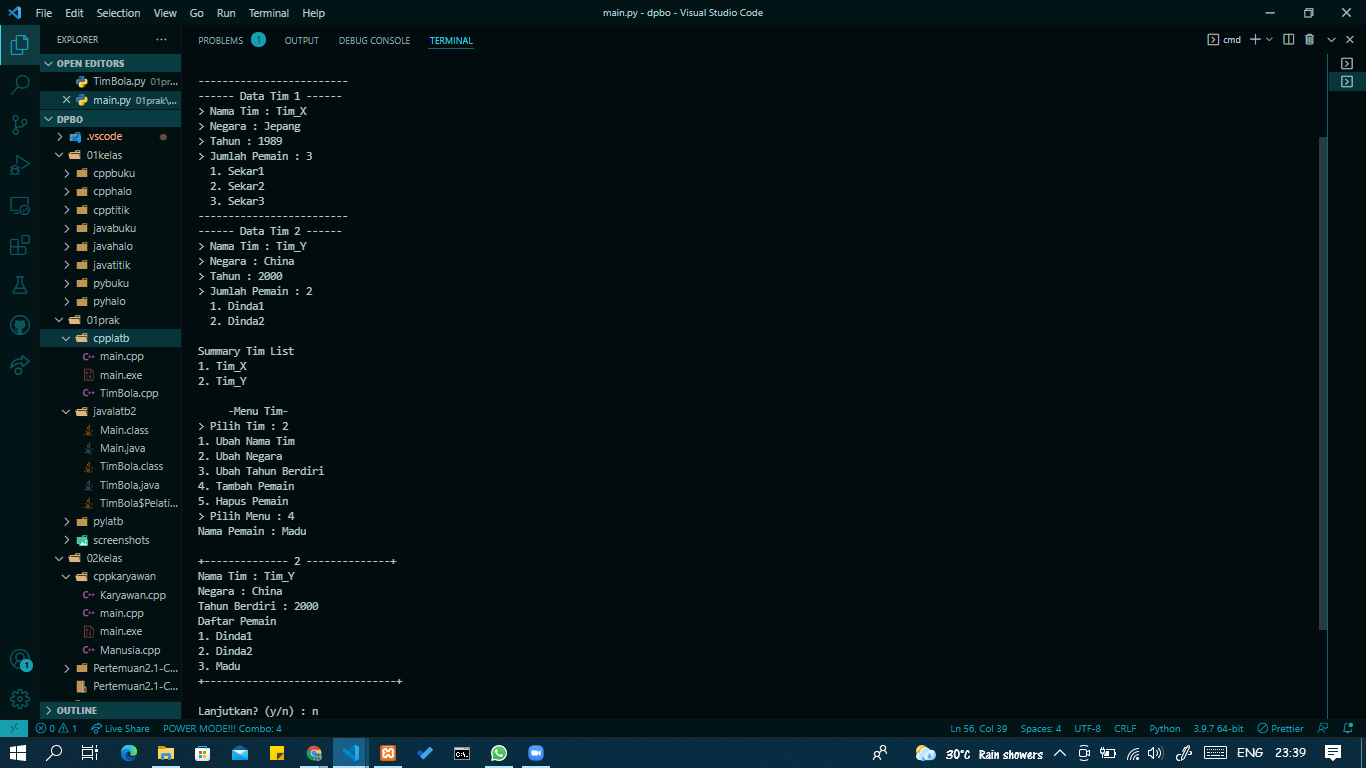 File Edit Selection View Go Run Terminal Help
main.py - dpbo - Visual Studio Code
EXPLORER
OPEN EDITORS
TimBola.py 01pr...
main.py 01prak\,...
DPBO
.vscode
01kelas
cppbuku
cpphalo
cpptitik
javabuku
javahalo
javatitik
pybuku
pyhalo
01prak
cpplatb
main.cpp
main.exe
TimBola.cpp
javalatb2
Main.class
Main.java
TimBola.class
TimBola.java
TimBola$Pelati...
pylatb
screenshots
02kelas
cppkaryawan
Karyawan.cpp
main.cpp
main.exe
Manusia.cpp
Pertemuan2.1-C...
Pertemuan2.1-C...
OUTLINE
PROBLEMS 1 OUTPUT DEBUG CONSOLE TERMINAL
cmd
-------------------------
------ Data Tim 1 ------
> Nama Tim : Tim_X
> Negara : Jepang
> Tahun : 1989
> Jumlah Pemain : 3
1. Sekar1
2. Sekar2
3. Sekar3
-------------------------
------ Data Tim 2 ------
> Nama Tim : Tim_Y
> Negara : China
> Tahun : 2000
> Jumlah Pemain : 2
1. Dinda1
2. Dinda2
Summary Tim List
1. Tim_X
2. Tim_Y
-Menu Tim-
> Pilih Tim : 2
1. Ubah Nama Tim
2. Ubah Negara
3. Ubah Tahun Berdiri
4. Tambah Pemain
5. Hapus Pemain
> Pilih Menu : 4
Nama Pemain : Madu
+-------------- 2 --------------+
Nama Tim : Tim_Y
Negara : China
Tahun Berdiri : 2000
Daftar Pemain
1. Dinda1
2. Dinda2
3. Madu
+--------------------------------+
Lanjutkan? (y/n) : n
1
0 1 Live Share POWER MODE!!! Combo: 4
Ln 56, Col 39 Spaces: 4 UTF-8 CRLF Python 3.9.7 64-bit Prettier
30°C Rain showers ENG 23:39